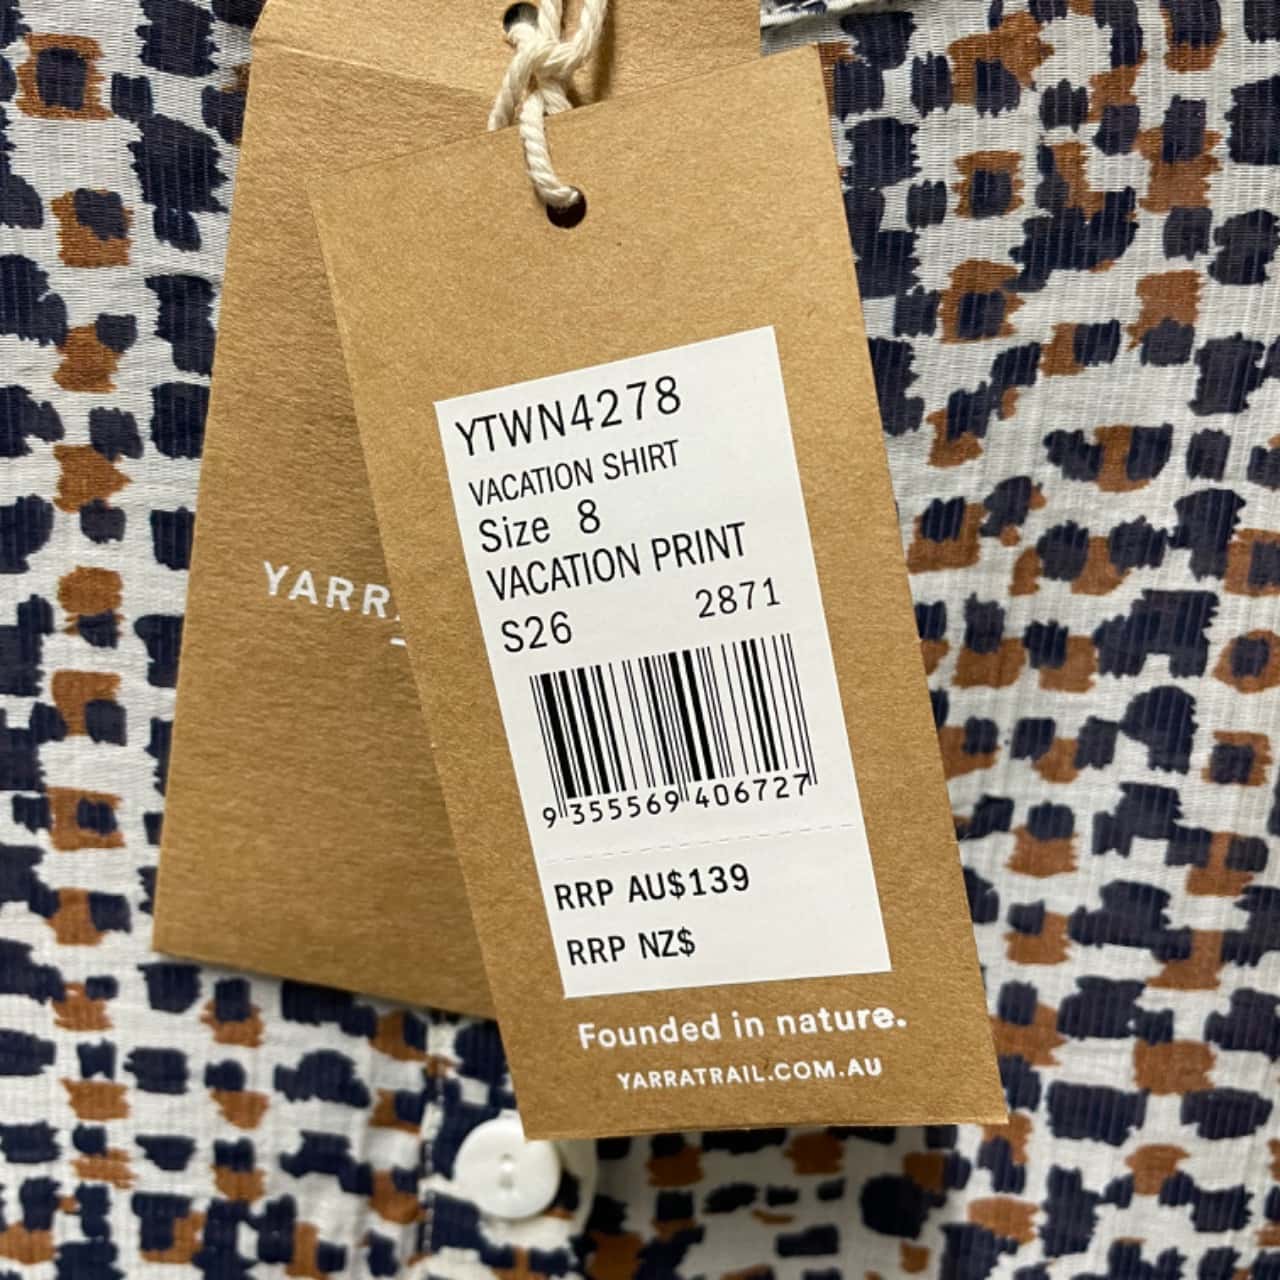 YTWN4278
VACATION SHIRT
Size 8
VACATION PRINT
S26 2871
9 355569 406727
RRP AU$139
RRP NZ$
Founded in nature.
YARRATRAIL.COM.AU